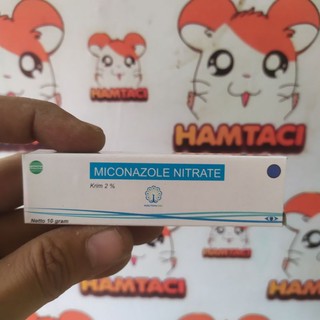 HAMTACI
HAMTACI
MICONAZOLE NITRATE
Krim 2 %
Netto 10 gram
HAMTACI
HAMTACI